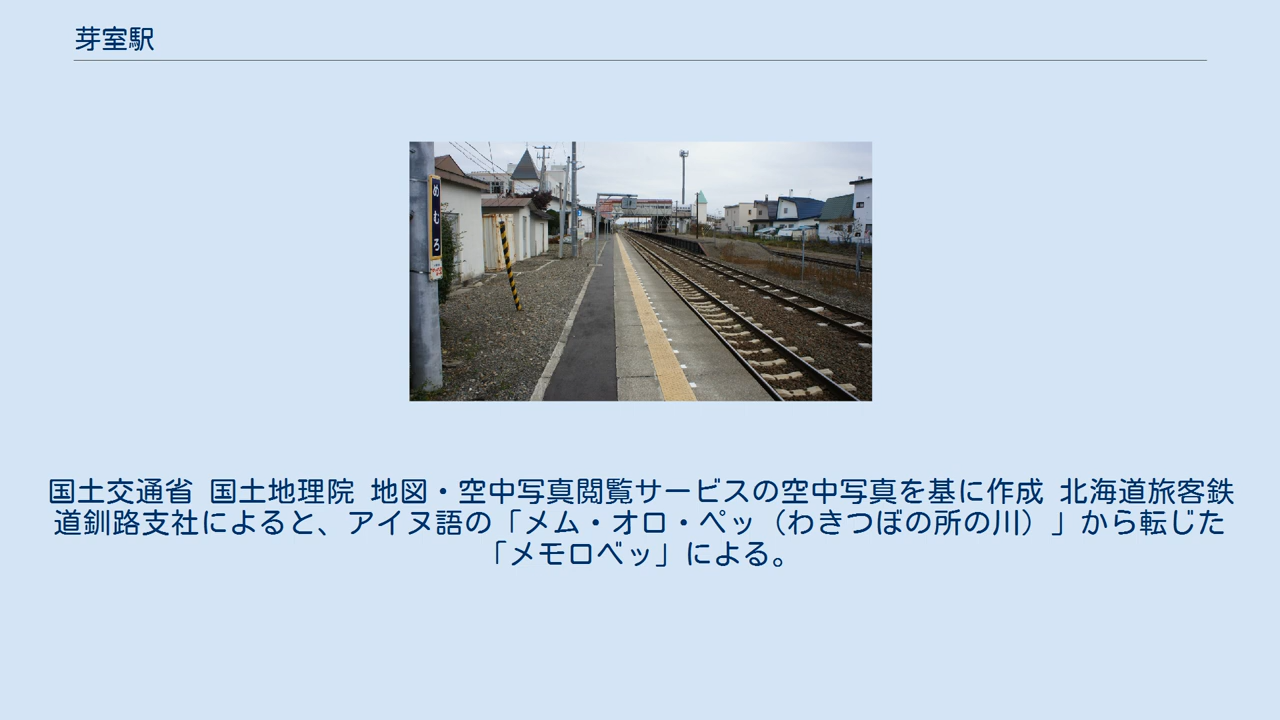 芽室駅
めむろ
国土交通省 国土地理院 地図・空中写真閲覧サービスの空中写真を基に作成 北海道旅客鉄
道釧路支社によると、アイヌ語の「メム・オロ・ペッ（わきつぼの所の川）」から転じた
「メモロベッ」による。